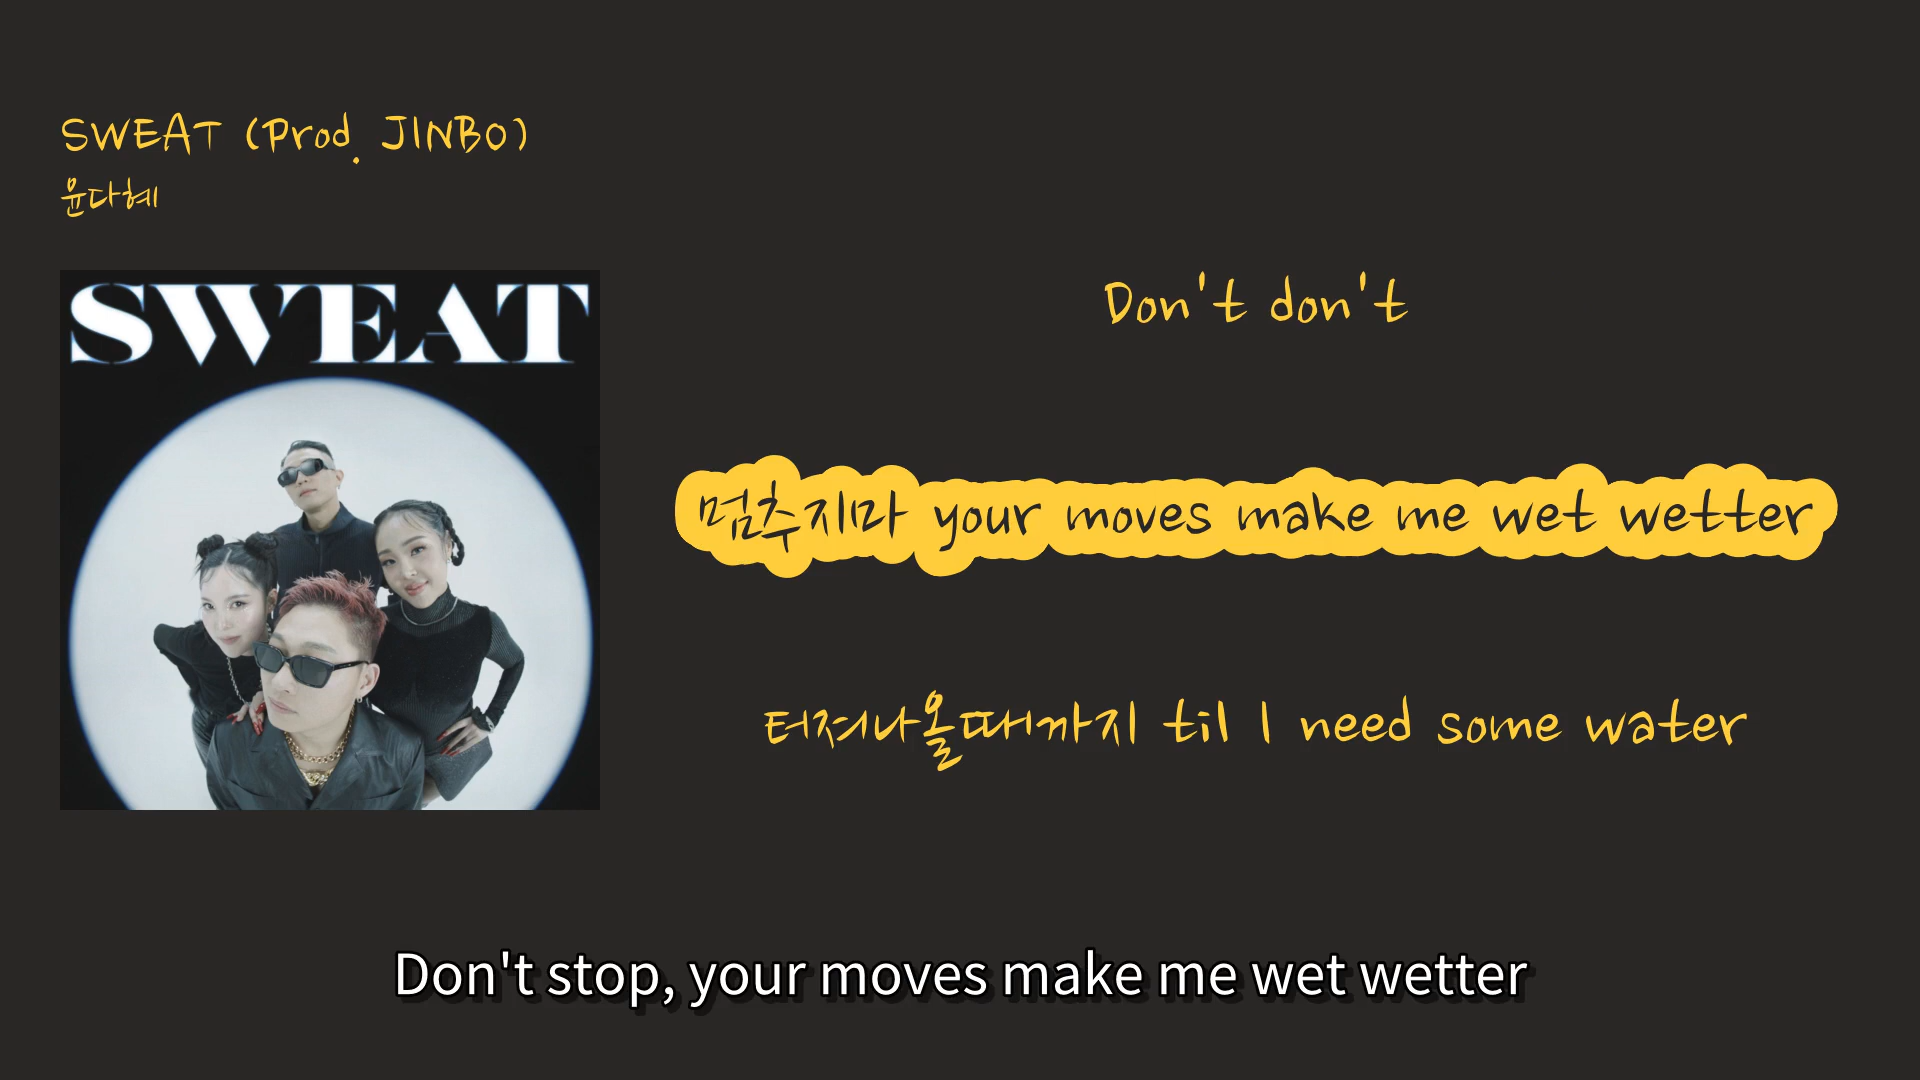 SWEAT (Prod. JINBO)
윤다혜
SWEAT
Don't don't
멈추지마 your moves make me wet wetter
터져나올때까지 til I need some water
Don't stop, your moves make me wet wetter